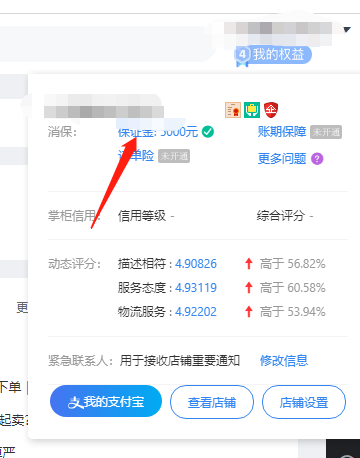 4 我的权益
消保: 保证金: 5000元 账期保障 未开通
订单险 未开通 更多问题 ?
掌柜信用: 信用等级 - 综合评分 -
动态评分: 描述相符 : 4.90826 高于 56.82%
服务态度 : 4.93119 高于 60.58%
物流服务 : 4.92202 高于 53.94%
更
紧急联系人: 用于接收店铺重要通知 修改信息
下单
我的支付宝 查看店铺 店铺设置
起卖?
严